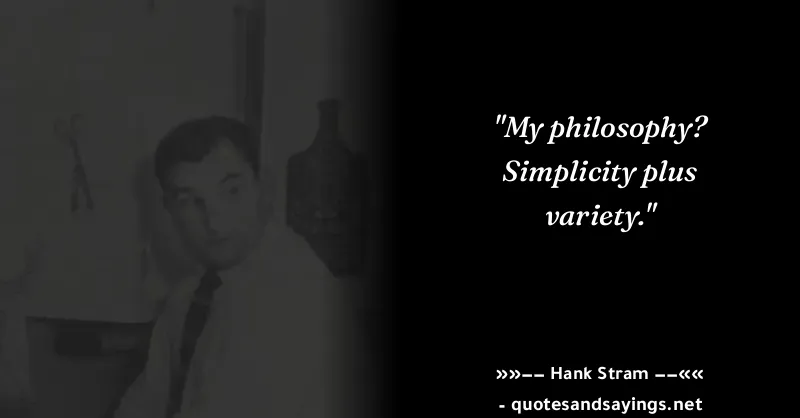 "My philosophy?
Simplicity plus
variety."
»»−− Hank Stram −−««
- quotesandsayings.net